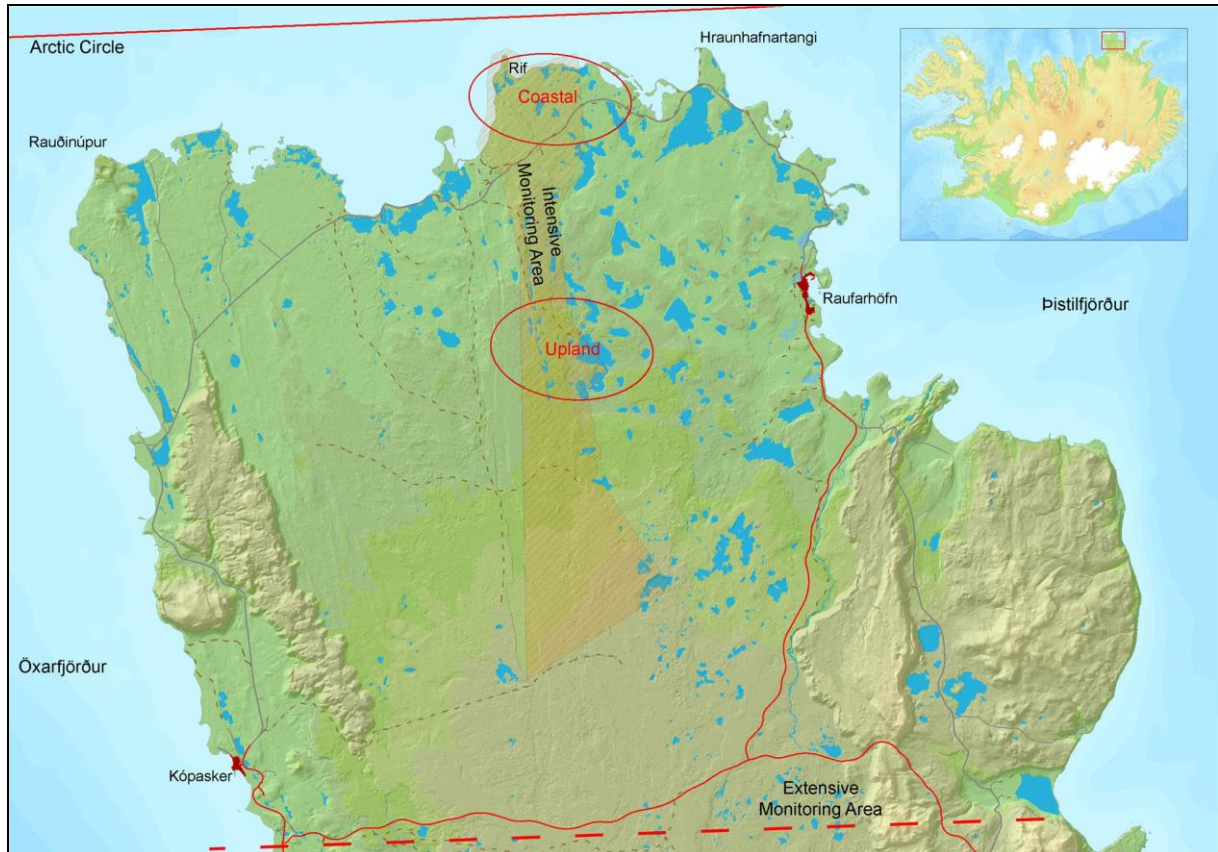 Arctic Circle
Hraunhafnartangi
Rif
Coastal
Rauðinúpur
Intensive
Monitoring Area
Raufarhöfn
Þistilfjörður
Upland
Öxarfjörður
Kópasker
Extensive
Monitoring Area